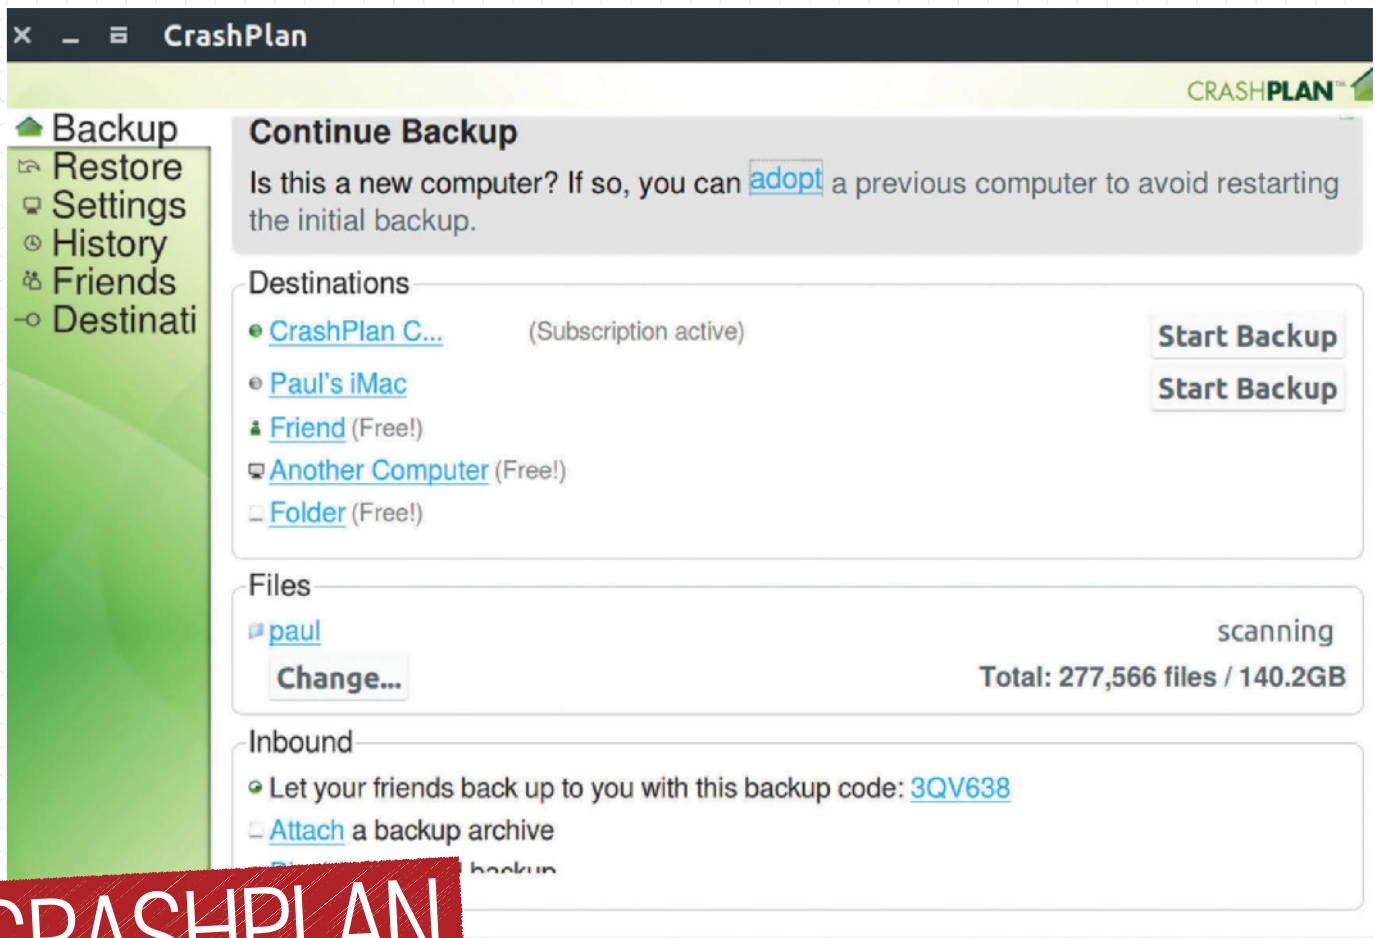 CrashPlan
CRASHPLAN™
Backup
Restore
Settings
History
Friends
Destinati
Continue Backup
Is this a new computer? If so, you can adopt a previous computer to avoid restarting
the initial backup.
Destinations
CrashPlan C... (Subscription active) Start Backup
Paul's iMac Start Backup
Friend (Free!)
Another Computer (Free!)
Folder (Free!)
Files
paul scanning
Change... Total: 277,566 files / 140.2GB
Inbound
Let your friends back up to you with this backup code: 3QV638
Attach a backup archive
backup
CRASHPLAN